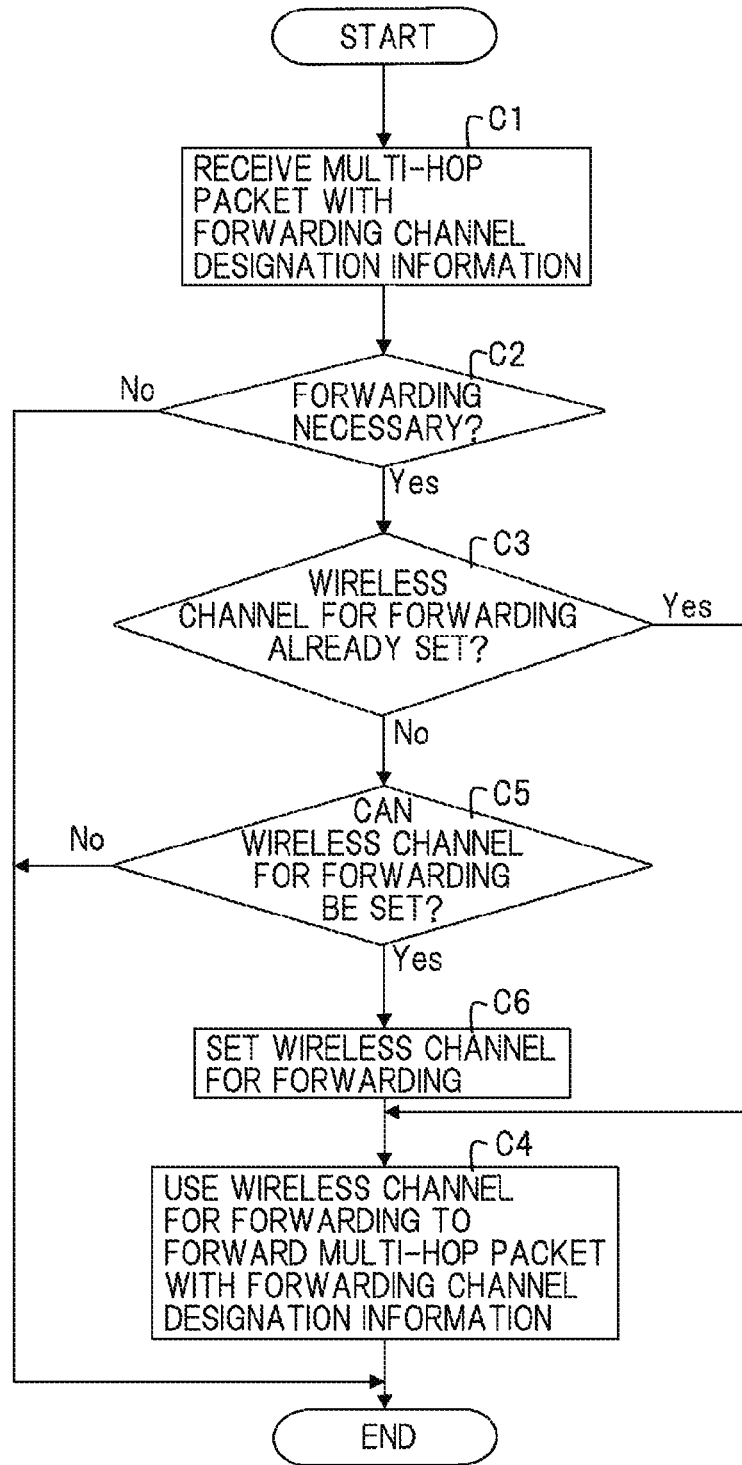 START
C1
RECEIVE MULTI-HOP
PACKET WITH
FORWARDING CHANNEL
DESIGNATION INFORMATION
C2
No
FORWARDING
NECESSARY?
Yes
C3
WIRELESS
CHANNEL FOR FORWARDING
ALREADY SET?
Yes
No
C5
CAN
WIRELESS CHANNEL
FOR FORWARDING
BE SET?
No
Yes
C6
SET WIRELESS CHANNEL
FOR FORWARDING
C4
USE WIRELESS CHANNEL
FOR FORWARDING TO
FORWARD MULTI-HOP PACKET
WITH FORWARDING CHANNEL
DESIGNATION INFORMATION
END